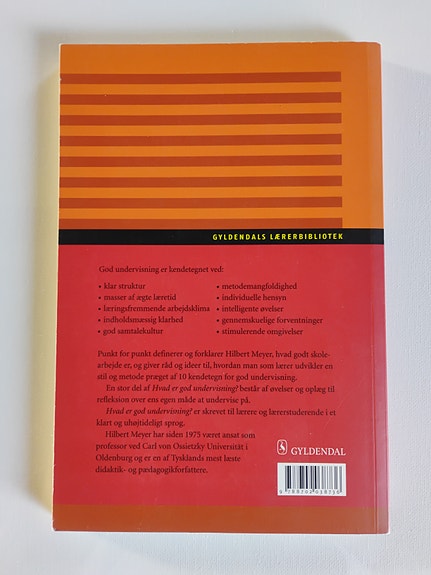 GYLDENDALS LÆRERBIBLIOTEK
God undervisning er kendetegnet ved:
• klar struktur
• masser af ægte læretid
• læringsfremmende arbejdsklima
• indholdsmæssig klarhed
• god samtalekultur
• metodemangfoldighed
• individuelle hensyn
• intelligente øvelser
• gennemskuelige forventninger
• stimulerende omgivelser
Punkt for punkt definerer og forklarer Hilbert Meyer, hvad godt skole-
arbejde er, og giver råd og ideer til, hvordan man som lærer udvikler en
stil og metode præget af 10 kendetegn for god undervisning.
En stor del af Hvad er god undervisning? består af øvelser og oplæg til
refleksion over ens egen måde at undervise på.
Hvad er god undervisning? er skrevet til lærere og lærerstuderende i et
klart og uhøjtideligt sprog.
Hilbert Meyer har siden 1975 været ansat som
professor ved Carl von Ossietzky Universität i
Oldenburg og er en af Tysklands mest læste
didaktik- og pædagogikforfattere.
GYLDENDAL